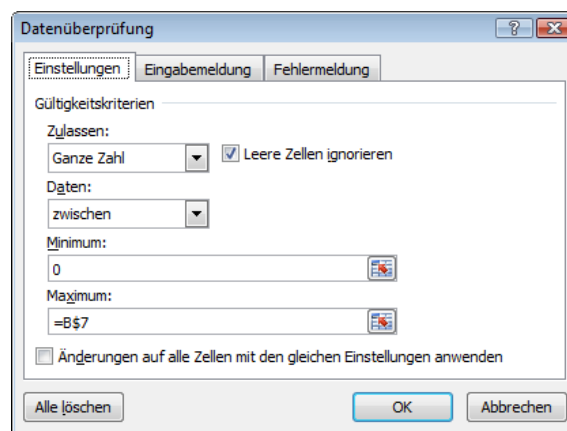 Datenüberprüfung
Einstellungen Eingabemeldung Fehlermeldung
Gültigkeitskriterien
Zulassen:
Ganze Zahl Leere Zellen ignorieren
Daten:
zwischen
Minimum:
0
Maximum:
=B$7
Änderungen auf alle Zellen mit den gleichen Einstellungen anwenden
Alle löschen OK Abbrechen